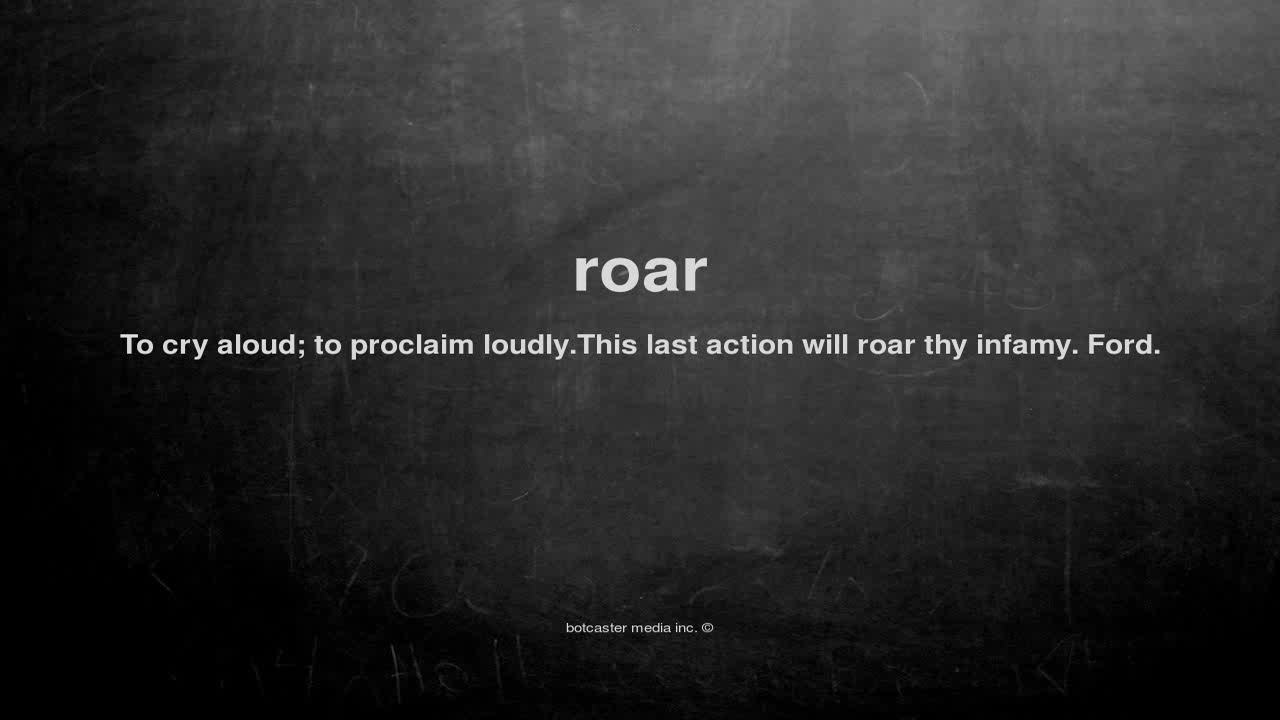 roar
To cry aloud; to proclaim loudly.This last action will roar thy infamy. Ford.
botcaster media inc. ©